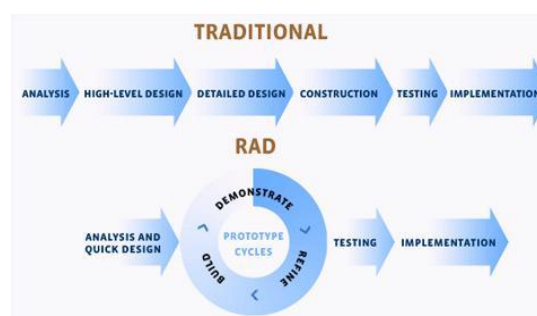 TRADITIONAL
ANALYSIS
HIGH-LEVEL DESIGN
DETAILED DESIGN
CONSTRUCTION
TESTING
IMPLEMENTATION
RAD
ANALYSIS AND
QUICK DESIGN
DEMONSTRATE
REFINE
BUILD
PROTOTYPE
CYCLES
TESTING
IMPLEMENTATION